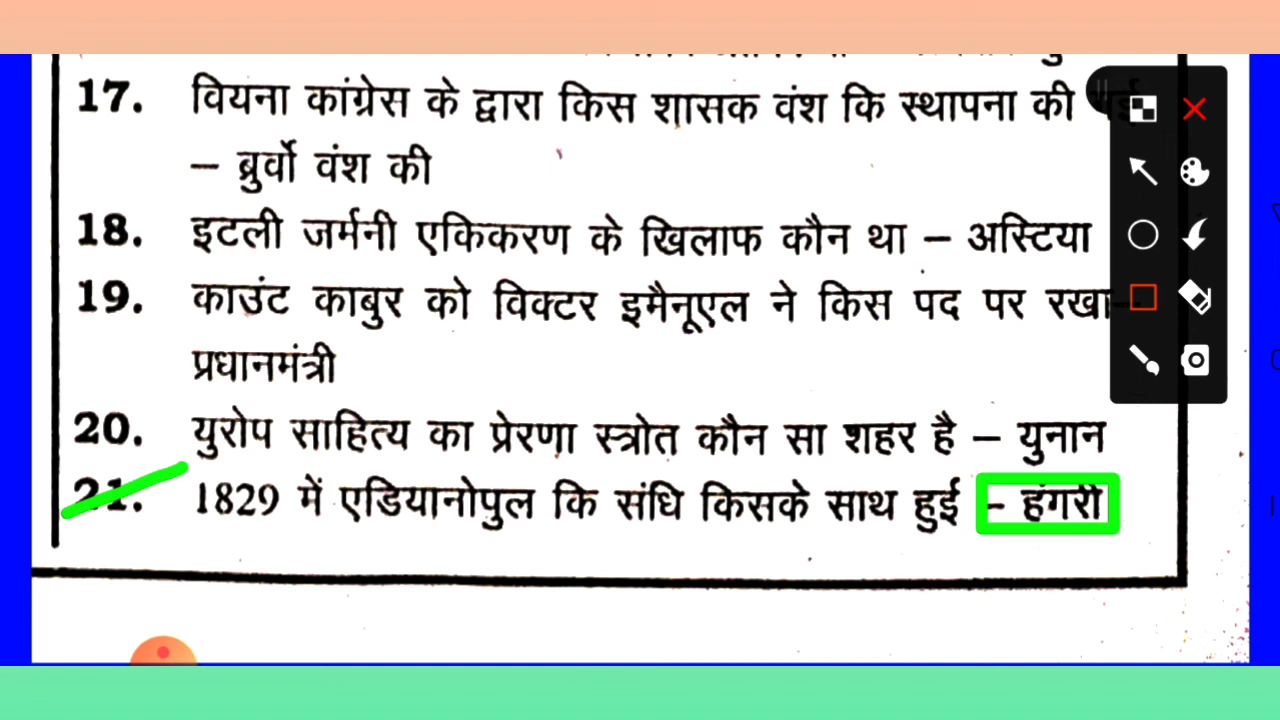 17. वियना कांग्रेस के द्वारा किस शासक वंश कि स्थापना की
– ब्रुर्वो वंश की
18. इटली जर्मनी एकिकरण के खिलाफ कौन था – अस्टिया
19. काउंट काबुर को विक्टर इमैनूएल ने किस पद पर रखा–
प्रधानमंत्री
20. युरोप साहित्य का प्रेरणा स्त्रोत कौन सा शहर है – युनान
21. 1829 में एडियानोपुल कि संधि किसके साथ हुई – हंगरी